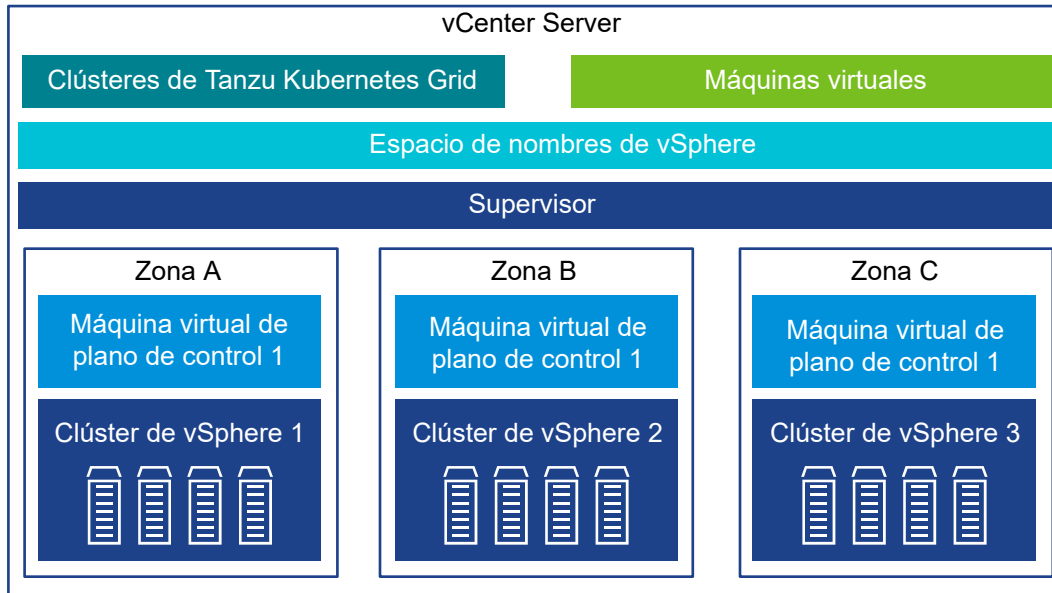 vCenter Server
Clústeres de Tanzu Kubernetes Grid
Máquinas virtuales
Espacio de nombres de vSphere
Supervisor
Zona A
Máquina virtual de
plano de control 1
Clúster de vSphere 1
Zona B
Máquina virtual de
plano de control 1
Clúster de vSphere 2
Zona C
Máquina virtual de
plano de control 1
Clúster de vSphere 3